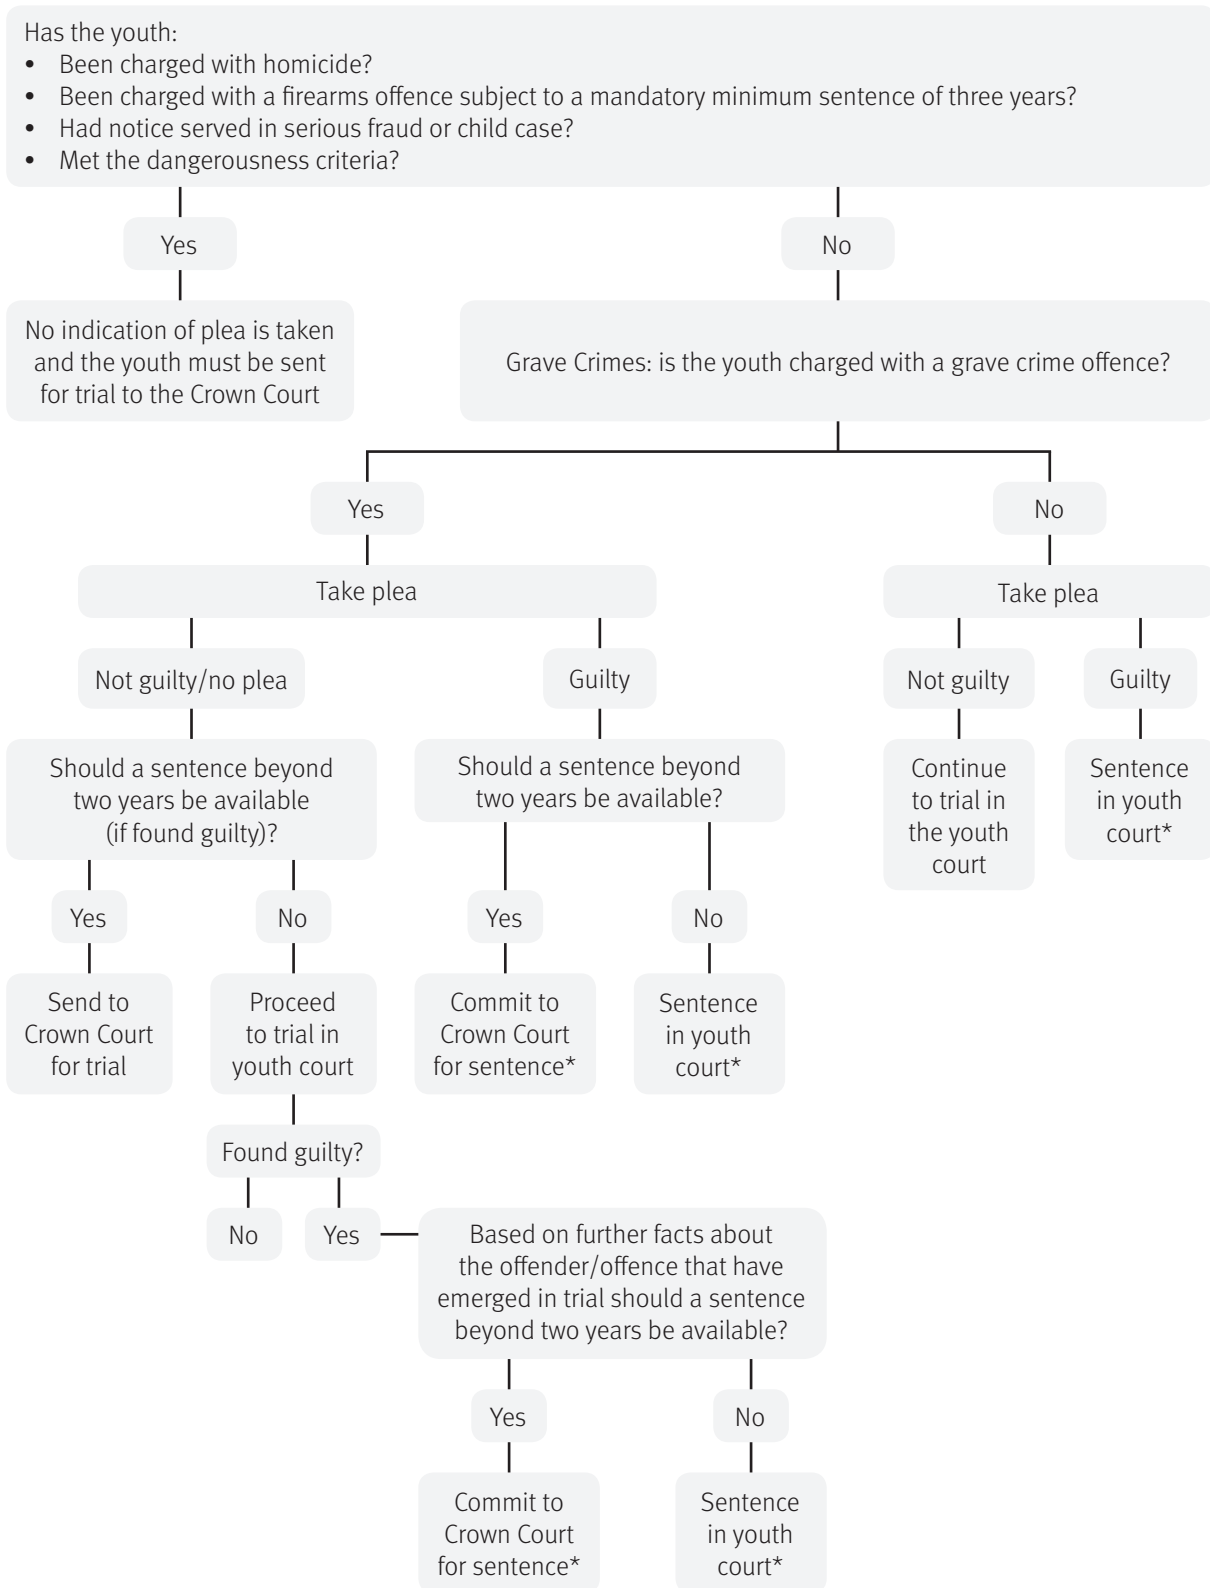 Has the youth:
• Been charged with homicide?
• Been charged with a firearms offence subject to a mandatory minimum sentence of three years?
• Had notice served in serious fraud or child case?
• Met the dangerousness criteria?
Yes
No
No indication of plea is taken
and the youth must be sent
for trial to the Crown Court
Grave Crimes: is the youth charged with a grave crime offence?
Yes
No
Take plea
Take plea
Not guilty/no plea
Guilty
Not guilty
Guilty
Should a sentence beyond
two years be available
(if found guilty)?
Should a sentence beyond
two years be available?
Continue
to trial in
the youth
court
Sentence
in youth
court*
Yes
No
Yes
No
Send to
Crown Court
for trial
Proceed
to trial in
youth court
Commit to
Crown Court
for sentence*
Sentence
in youth
court*
Found guilty?
No
Yes
Based on further facts about
the offender/offence that have
emerged in trial should a sentence
beyond two years be available?
Yes
No
Commit to
Crown Court
for sentence*
Sentence
in youth
court*